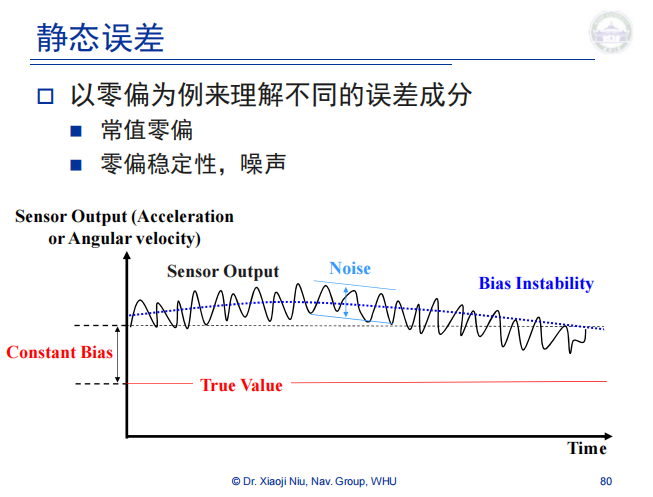 静态误差
以零偏为例来理解不同的误差成分
常值零偏
零偏稳定性，噪声
Sensor Output (Acceleration
or Angular velocity)
Sensor Output
Noise
Bias Instability
Constant Bias
True Value
Time
© Dr. Xiaoji Niu, Nav. Group, WHU
80